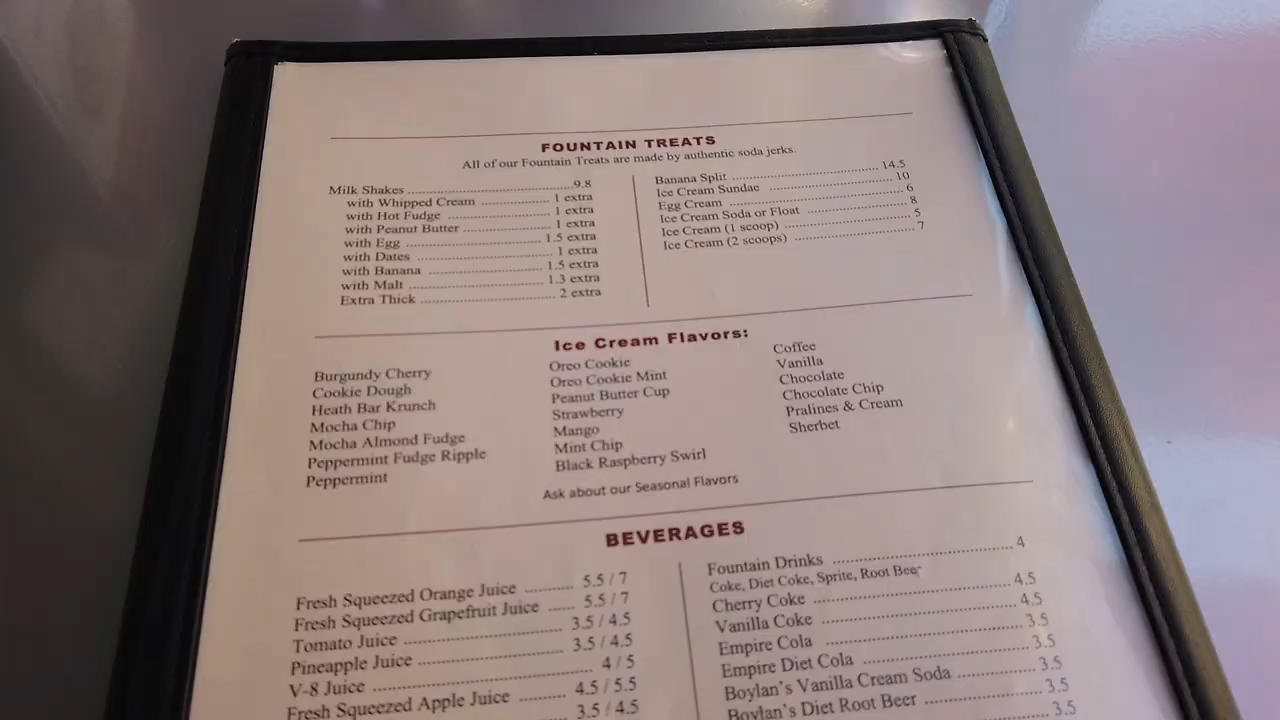 FOUNTAIN TREATS
All of our Fountain Treats are made by authentic soda jerks.
Milk Shakes ........ 9.8
with Whipped Cream ........ 1 extra
with Hot Fudge ........ 1 extra
with Peanut Butter ........ 1 extra
with Egg ........ 1.5 extra
with Dates ........ 1 extra
with Banana ........ 1.5 extra
with Malt ........ 1.3 extra
Extra Thick ........ 2 extra
Banana Split ........ 14.5
Ice Cream Sundae ........ 10
Egg Cream ........ 6
Ice Cream Soda or Float ........ 8
Ice Cream (1 scoop) ........ 5
Ice Cream (2 scoops) ........ 7
Ice Cream Flavors:
Burgundy Cherry
Cookie Dough
Heath Bar Krunch
Mocha Chip
Mocha Almond Fudge
Peppermint Fudge Ripple
Peppermint
Oreo Cookie
Oreo Cookie Mint
Peanut Butter Cup
Strawberry
Mango
Mint Chip
Black Raspberry Swirl
Coffee
Vanilla
Chocolate
Chocolate Chip
Pralines & Cream
Sherbet
Ask about our Seasonal Flavors
BEVERAGES
Fresh Squeezed Orange Juice ........ 5.5 / 7
Fresh Squeezed Grapefruit Juice ...... 5.5 / 7
Tomato Juice ........ 3.5 / 4.5
Pineapple Juice ........ 3.5 / 4.5
V-8 Juice ........ 4 / 5
Fresh Squeezed Apple Juice ........ 4.5 / 5.5
3.5 / 4.5
Fountain Drinks ........ 4
Coke, Diet Coke, Sprite, Root Beer
Cherry Coke ........ 4.5
Vanilla Coke ........ 4.5
Empire Cola ........ 3.5
Empire Diet Cola ........ 3.5
Boylan's Vanilla Cream Soda ........ 3.5
Boylan's Diet Root Beer ........ 3.5
3.5